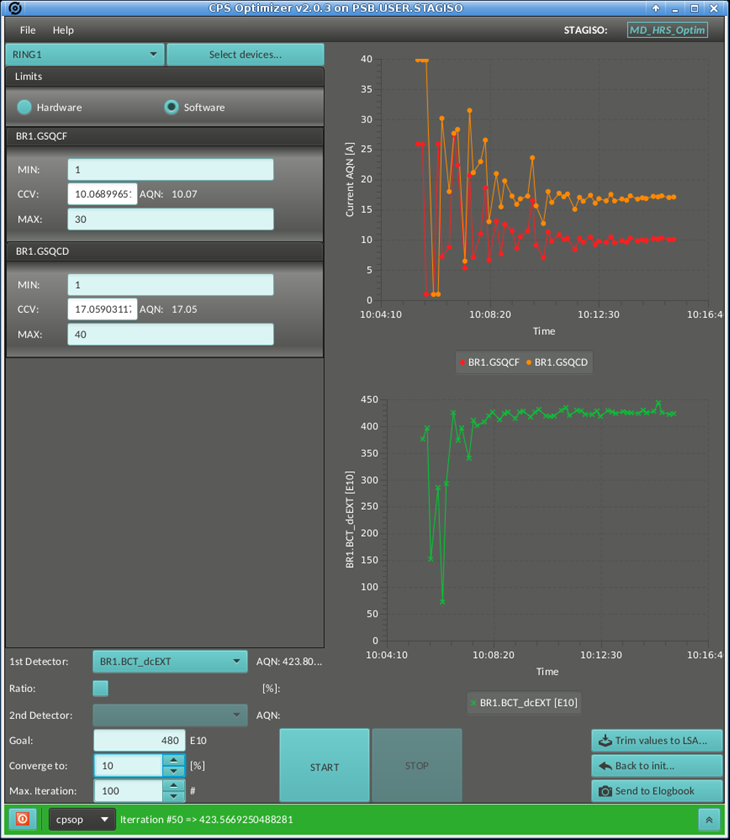 CPS Optimizer v2.0.3 on PSB.USER.STAGISO
File Help STAGISO: MD_HRS_Optim
RING1 Select devices...
Limits
Hardware Software
BR1.GSQCF
MIN: 1
CCV: 10.0689965: AQN: 10.07
MAX: 30
BR1.GSQCD
MIN: 1
CCV: 17.0590311: AQN: 17.05
MAX: 40
1st Detector: BR1.BCT_dcEXT AQN: 423.80...
Ratio: [%]:
2nd Detector: AQN:
Goal: 480 E10
Converge to: 10 [%]
Max. Iteration: 100 #
START STOP
Current AQN [A]
40
35
30
25
20
15
10
5
0
10:04:10 10:08:20 10:12:30 10:16:4
Time
BR1.GSQCF BR1.GSQCD
BR1.BCT_dcEXT [E10]
450
400
350
300
250
200
150
100
50
0
10:04:10 10:08:20 10:12:30 10:16:4
Time
BR1.BCT_dcEXT [E10]
Trim values to LSA...
Back to init...
Send to Elogbook
cpsop Iterration #50 => 423.5669250488281